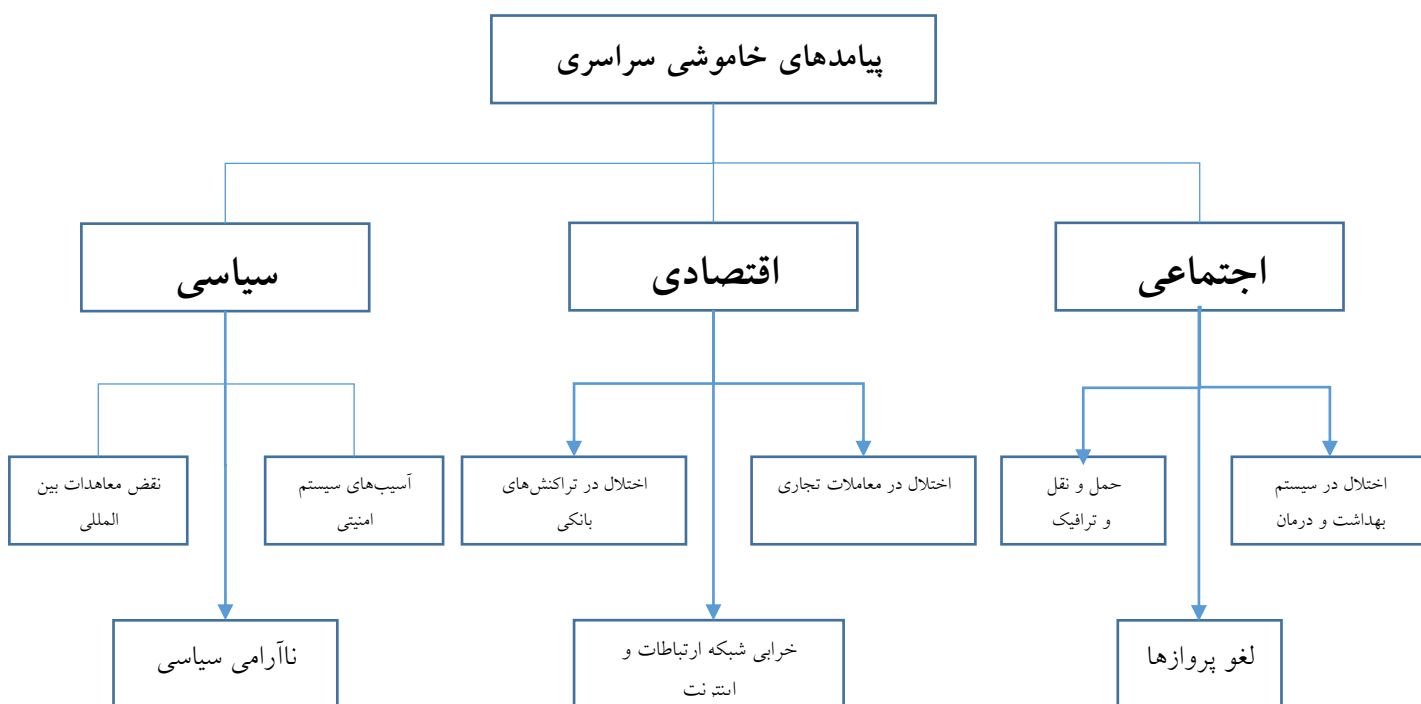 پیامدهای خاموشی سراسری
اجتماعی
اقتصادی
سیاسی
اختلال در سیستم
بهداشت و درمان
حمل و نقل
و ترافیک
اختلال در معاملات تجاری
اختلال در تراکنش‌های
بانکی
آسیب‌های سیستم
امنیتی
نقض معاهدات بین
المللی
لغو پروازها
خرابی شبکه ارتباطات و
اینترنت
ناآرامی سیاسی